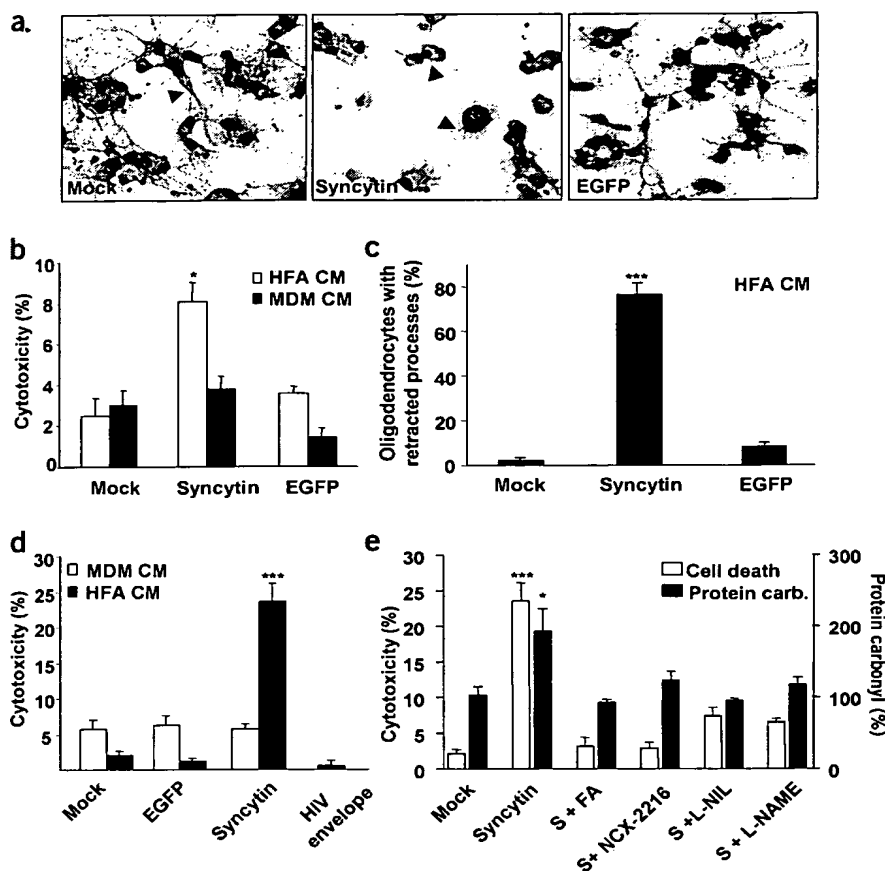 a.
Mock
Syncytin
EGFP
b
Cytotoxicity (%)
10
8
6
4
2
0
*
HFA CM
MDM CM
Mock
Syncytin
EGFP
c
Oligodendrocytes with
retracted processes (%)
80
60
40
20
0
***
HFA CM
Mock
Syncytin
EGFP
d
Cytotoxicity (%)
30
25
20
15
10
5
MDM CM
HFA CM
***
Mock
EGFP
Syncytin
HIV
envelope
e
Cytotoxicity (%)
30
25
20
15
10
5
0
***
*
Cell death
Protein carb.
300
200
100
0
Protein carbonyl (%)
Mock
Syncytin
S + FA
S+ NCX-2216
S +L-NIL
S + L-NAME